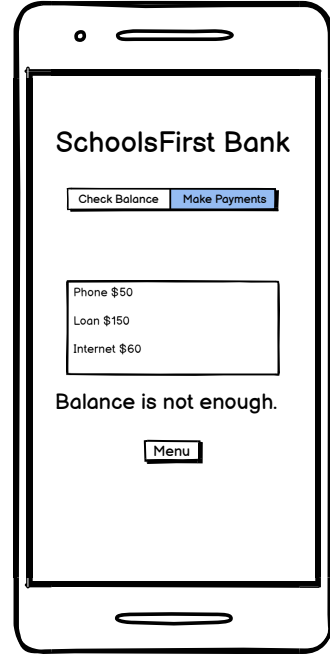 SchoolsFirst Bank
Check Balance Make Payments
Phone $50
Loan $150
Internet $60
Balance is not enough.
Menu